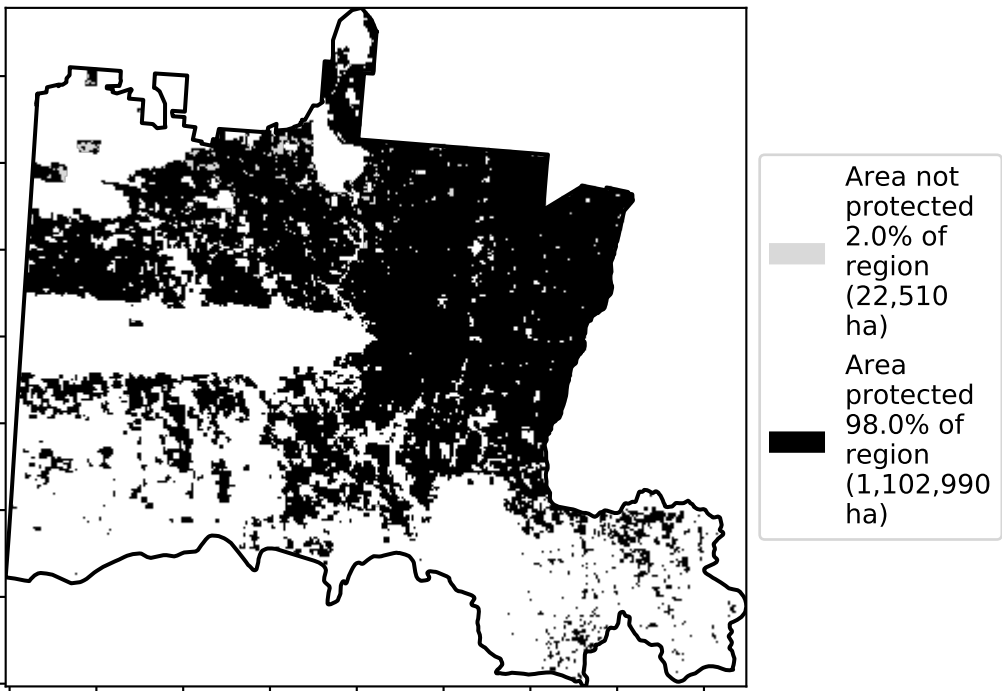 Area not
protected
2.0% of
region
(22,510
ha)
Area
protected
98.0% of
region
(1,102,990
ha)